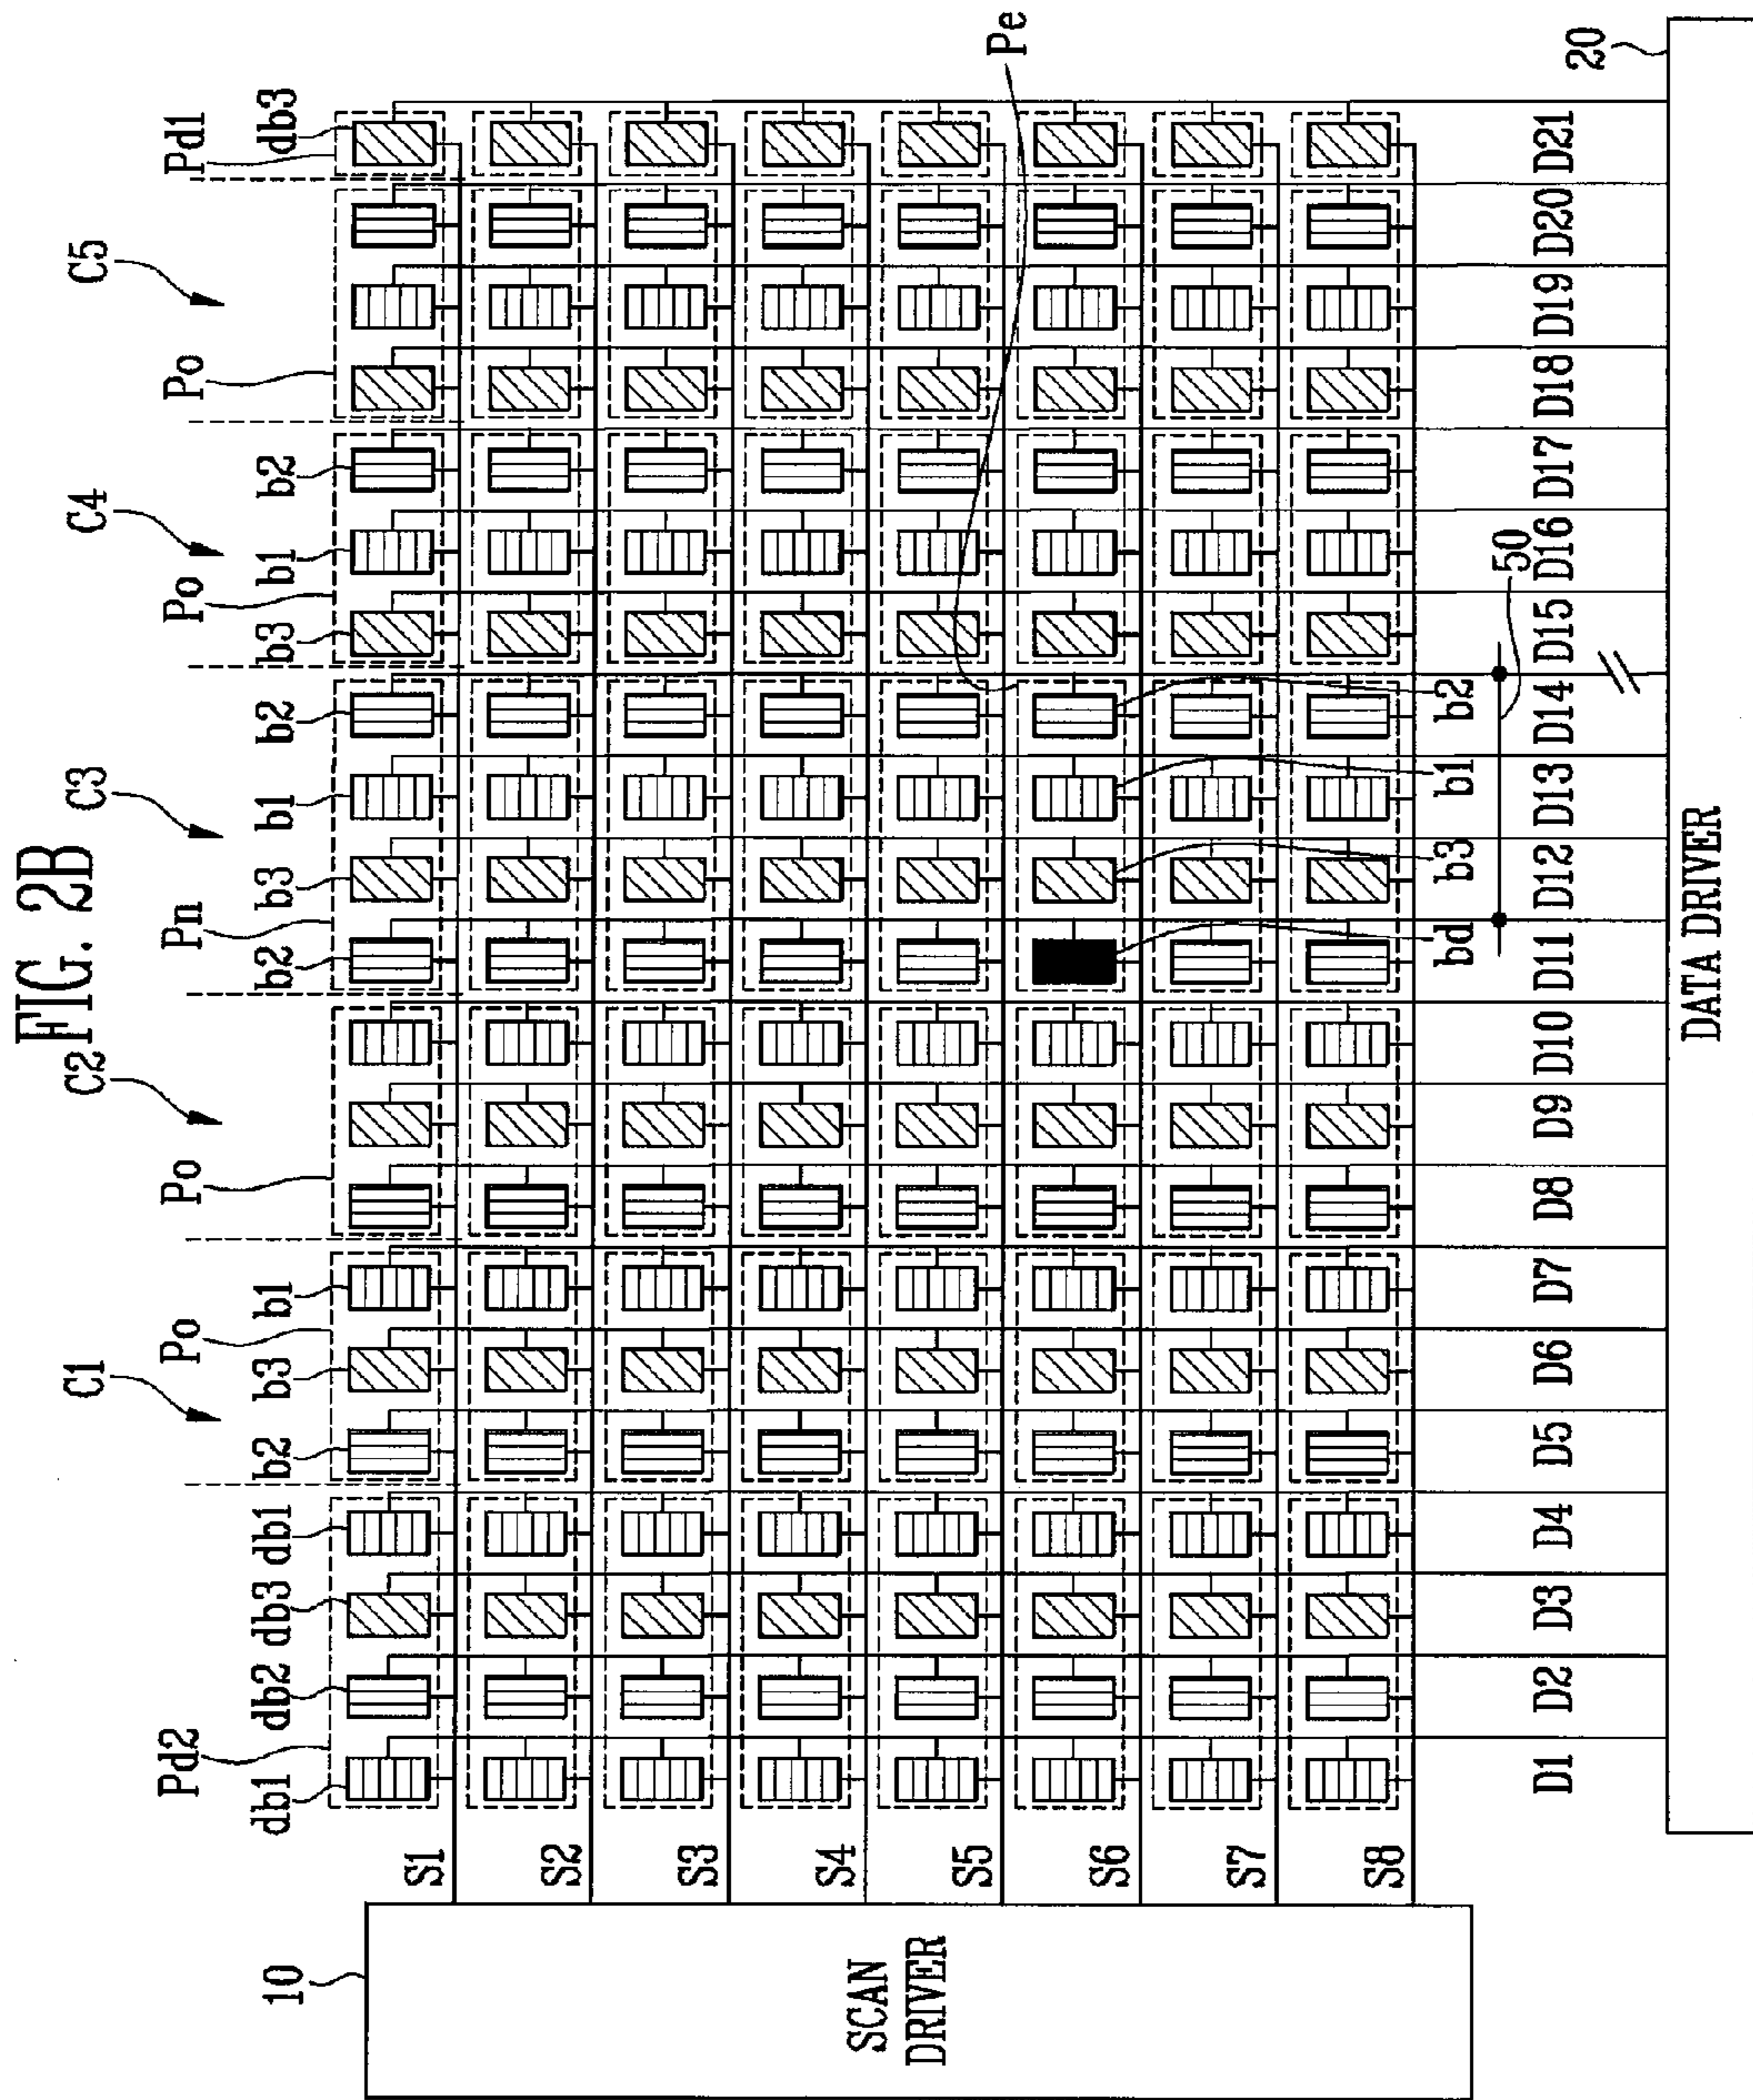 FIG. 2B
C1 C2 C3 C4 C5
Pd2 Po Po Pn Po Po Pd1
db1 db2 db3 db1 b2 b3 b1 b2 b3 b1 b2 b3 b1 b2 db3
10
SCAN
DRIVER
S1
S2
S3
S4
S5
S6
S7
S8
Pe
bd b3 b1 b2
50
D1 D2 D3 D4 D5 D6 D7 D8 D9 D10 D11 D12 D13 D14 D15 D16 D17 D18 D19 D20 D21
20
DATA DRIVER